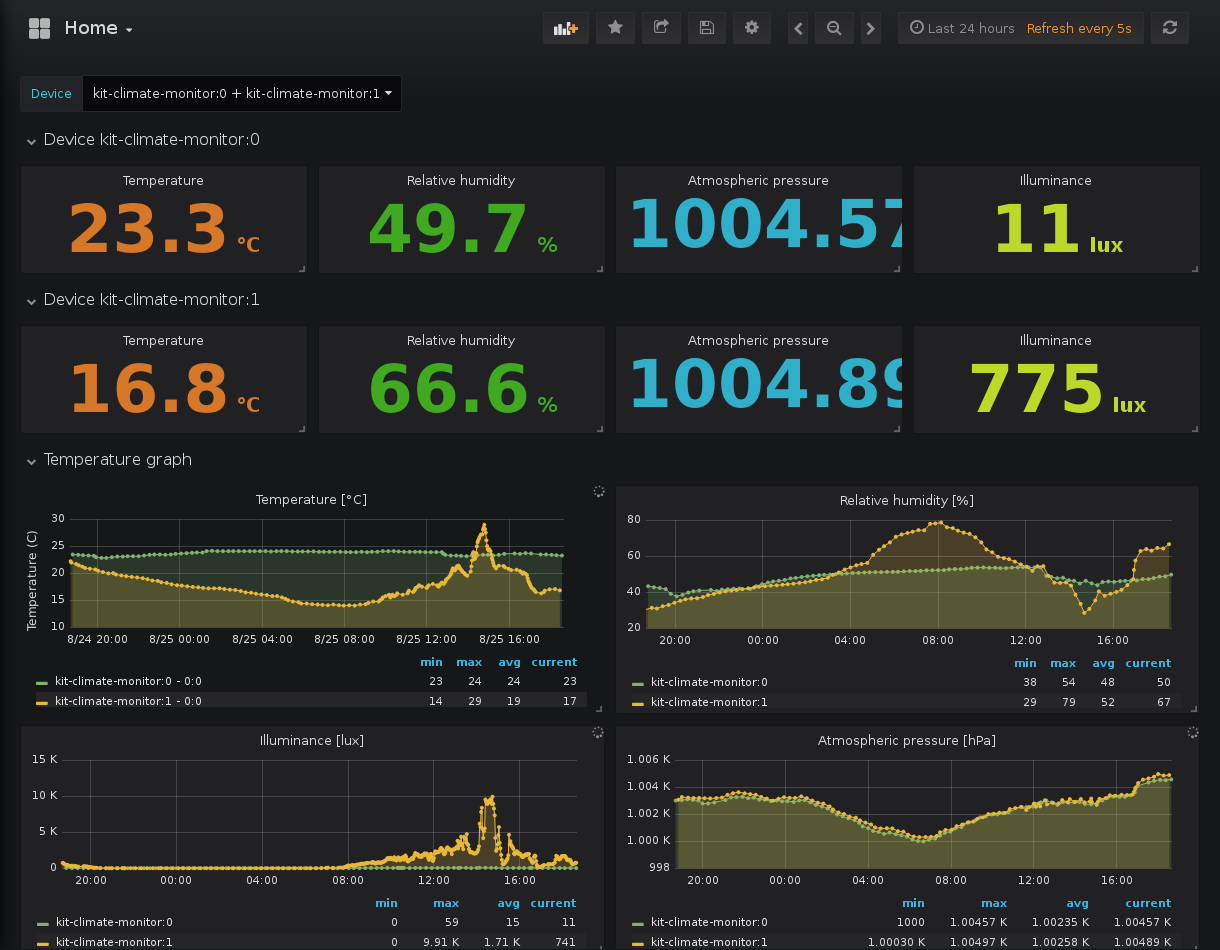 Home
Last 24 hours Refresh every 5s
Device kit-climate-monitor:0 + kit-climate-monitor:1
Device kit-climate-monitor:0
Temperature Relative humidity Atmospheric pressure Illuminance
23.3 °C 49.7 % 1004.57 11 lux
Device kit-climate-monitor:1
Temperature Relative humidity Atmospheric pressure Illuminance
16.8 °C 66.6 % 1004.89 775 lux
Temperature graph
Temperature [°C]
Temperature (C)
30
25
20
15
10
8/24 20:00 8/25 00:00 8/25 04:00 8/25 08:00 8/25 12:00 8/25 16:00
min max avg current
kit-climate-monitor:0 - 0:0 23 24 24 23
kit-climate-monitor:1 - 0:0 14 29 19 17
Relative humidity [%]
80
60
40
20
20:00 00:00 04:00 08:00 12:00 16:00
min max avg current
kit-climate-monitor:0 38 54 48 50
kit-climate-monitor:1 29 79 52 67
Illuminance [lux]
15 K
10 K
5 K
0
20:00 00:00 04:00 08:00 12:00 16:00
min max avg current
kit-climate-monitor:0 0 59 15 11
kit-climate-monitor:1 0 9.91 K 1.71 K 741
Atmospheric pressure [hPa]
1.006 K
1.004 K
1.002 K
1.000 K
998
20:00 00:00 04:00 08:00 12:00 16:00
min max avg current
kit-climate-monitor:0 1000 1.00457 K 1.00235 K 1.00457 K
kit-climate-monitor:1 1.00030 K 1.00497 K 1.00258 K 1.00489 K